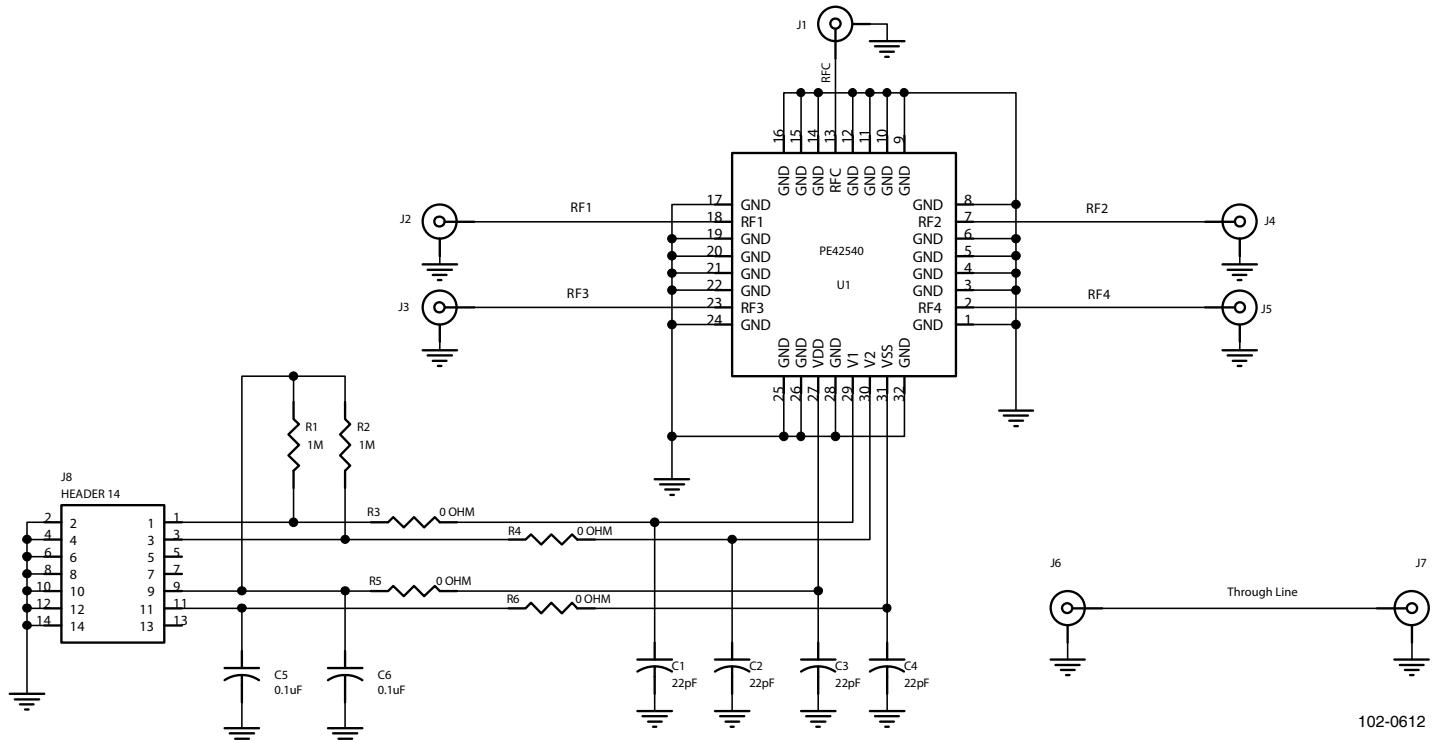 J1
RFC
16 15 14 13 12 11 10 9
GND GND GND RFC GND GND GND GND
17 GND
18 RF1
19 GND
20 GND
21 GND
22 GND
23 RF3
24 GND
GND 8
RF2 7
GND 6
GND 5
GND 4
GND 3
RF4 2
GND 1
PE42540
U1
GND GND VDD GND V1 V2 VSS GND
25 26 27 28 29 30 31 32
J2
RF1
J3
RF3
RF2
J4
RF4
J5
R1
1M
R2
1M
J8
HEADER 14
2 2 1 1
4 4 3 3
6 6 5 5
8 8 7 7
10 10 9 9
12 12 11 11
14 14 13 13
R3 0 OHM
R4 0 OHM
R5 0 OHM
R6 0 OHM
C5
0.1uF
C6
0.1uF
C1
22pF
C2
22pF
C3
22pF
C4
22pF
J6
Through Line
J7
102-0612